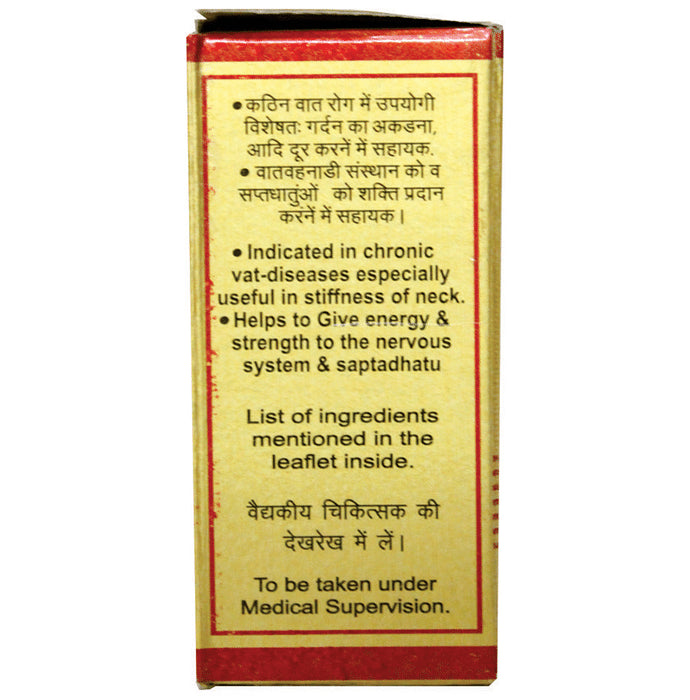 • कठिन वात रोग में उपयोगी
विशेषतः गर्दन का अकडना,
आदि दूर करनें में सहायक.
• वातवहनाडी संस्थान को व
सप्तधातुंओं को शक्ति प्रदान
करंनें में सहायक।
• Indicated in chronic
vat-diseases especially
useful in stiffness of neck.
• Helps to Give energy &
strength to the nervous
system & saptadhatu
List of ingredients
mentioned in the
leaflet inside.
वैद्यकीय चिकित्सक की
देखरेख में लें।
To be taken under
Medical Supervision.